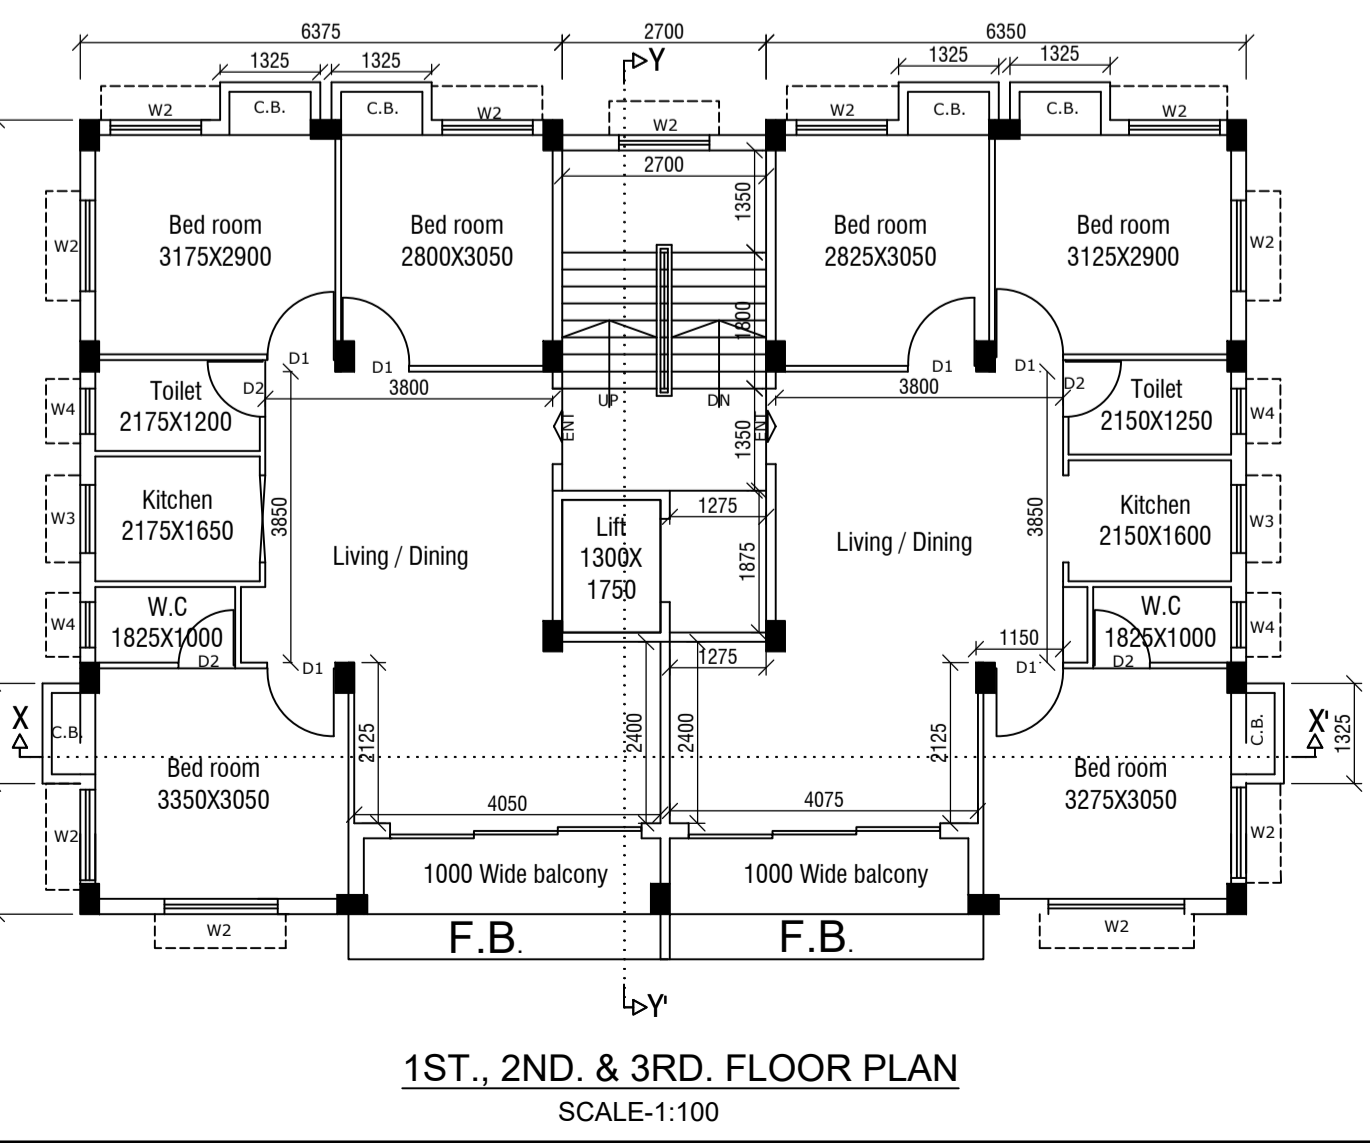 6375
2700
6350
1325
1325
Y
1325
1325
W2
C.B.
C.B.
W2
W2
W2
C.B.
C.B.
W2
2700
1350
Bed room
3175X2900
Bed room
2800X3050
Bed room
2825X3050
Bed room
3125X2900
W2
W2
1800
D1
D1
D1
D1.
Toilet
2175X1200
D2
3800
UP
DN
3800
D2
Toilet
2150X1250
W4
W4
ENT
ENT
1350
Kitchen
2175X1650
W3
3850
Living / Dining
Lift
1300X
1750
1275
1875
Living / Dining
3850
Kitchen
2150X1600
W3
W.C
1825X1000
W4
D2
D1
1275
1150
D1
W.C
1825X1000
D2
W4
X
C.B.
2125
2400
2400
2125
C.B.
X'
1325
Bed room
3350X3050
Bed room
3275X3050
4050
4075
W2
W2
1000 Wide balcony
1000 Wide balcony
W2
F.B.
F.B.
W2
Y'
1ST., 2ND. & 3RD. FLOOR PLAN
SCALE-1:100